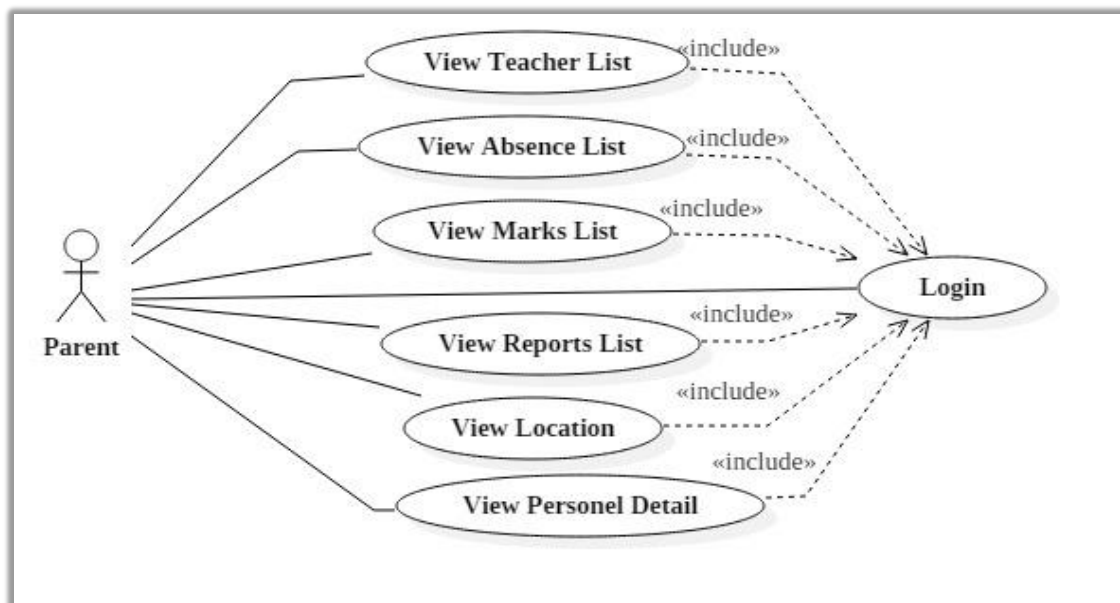 View Teacher List
«include»
View Absence List
«include»
View Marks List
«include»
Login
View Reports List
«include»
Parent
View Location
«include»
View Personel Detail
«include»